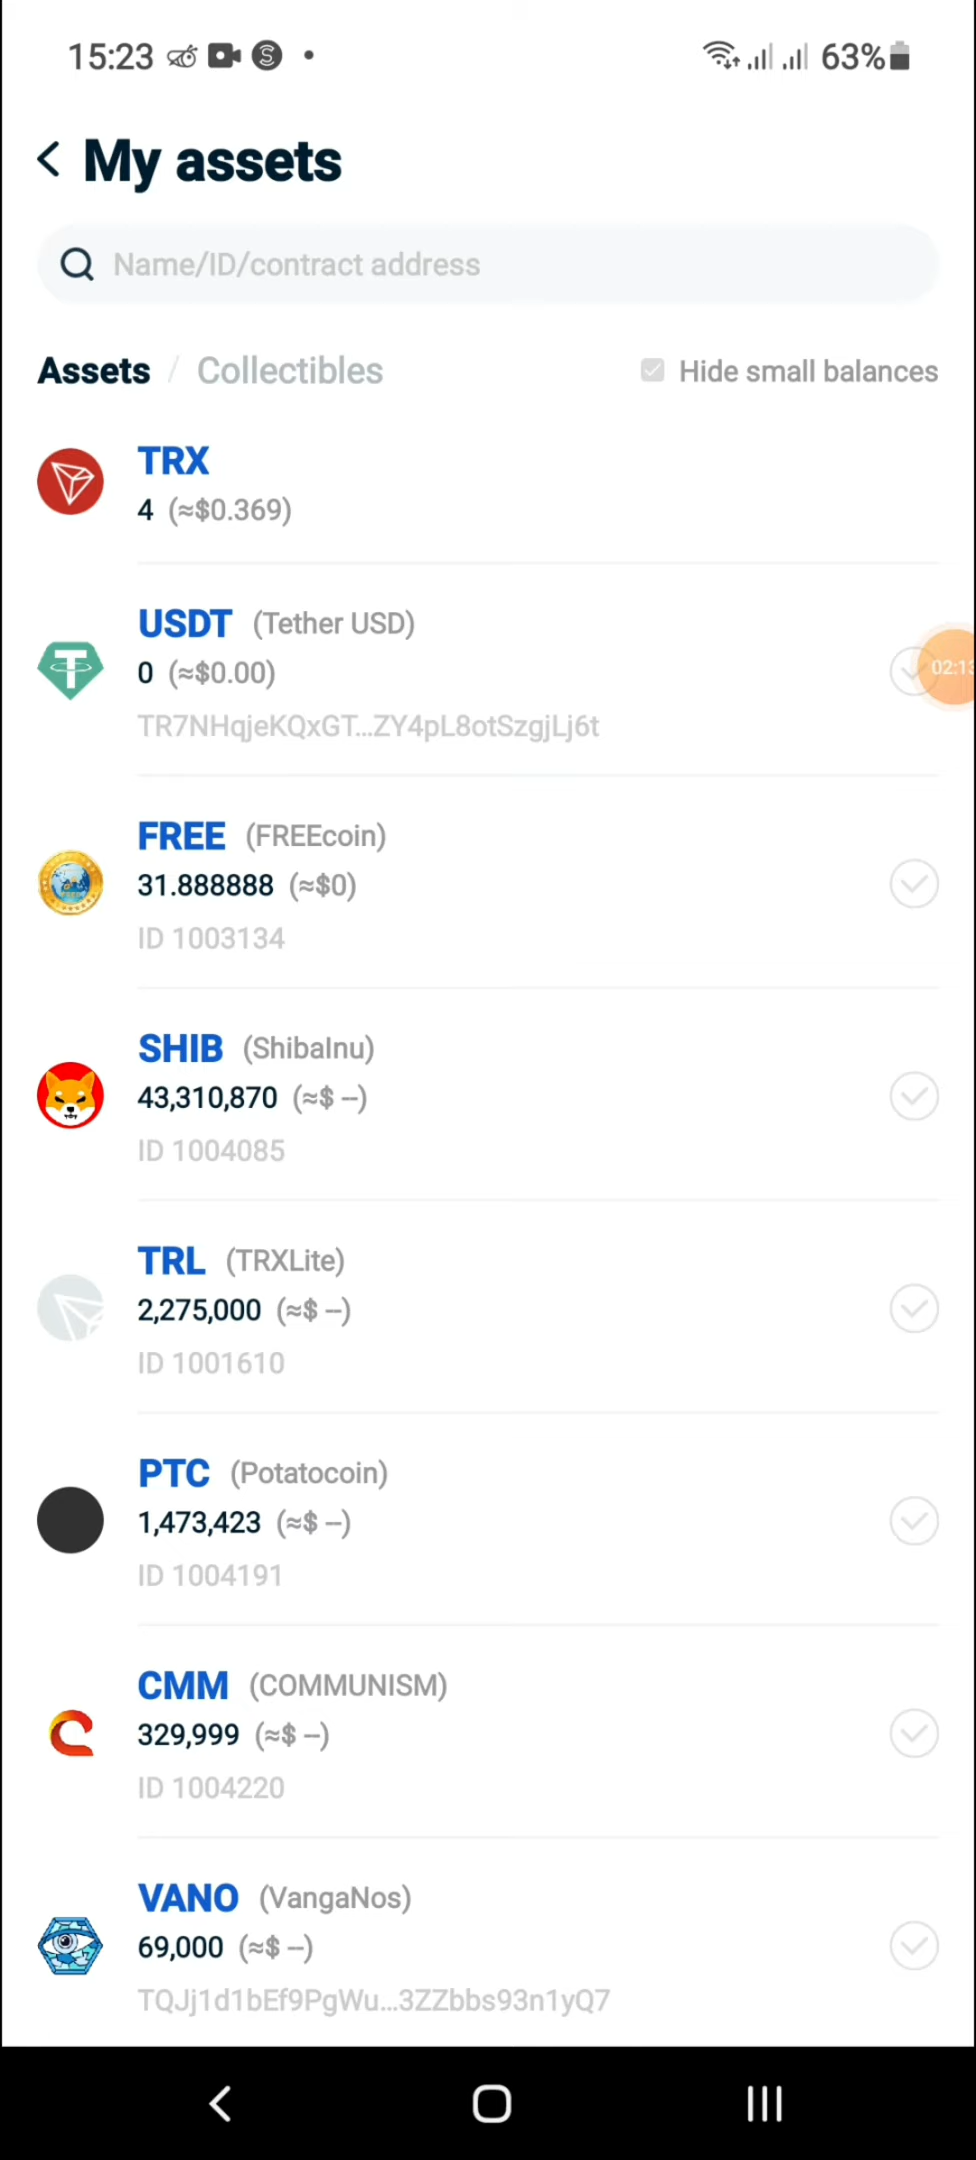 15:23
63%
My assets
Name/ID/contract address
Assets / Collectibles
Hide small balances
TRX
4 (≈$0.369)
USDT (Tether USD)
0 (≈$0.00)
02:13
TR7NHqjeKQxGT...ZY4pL8otSzgjLj6t
FREE (FREEcoin)
31.888888 (≈$0)
ID 1003134
SHIB (ShibaInu)
43,310,870 (≈$ --)
ID 1004085
TRL (TRXLite)
2,275,000 (≈$ --)
ID 1001610
PTC (Potatocoin)
1,473,423 (≈$ --)
ID 1004191
CMM (COMMUNISM)
329,999 (≈$ --)
ID 1004220
VANO (VangaNos)
69,000 (≈$ --)
TQJj1d1bEf9PgWu...3ZZbbs93n1yQ7